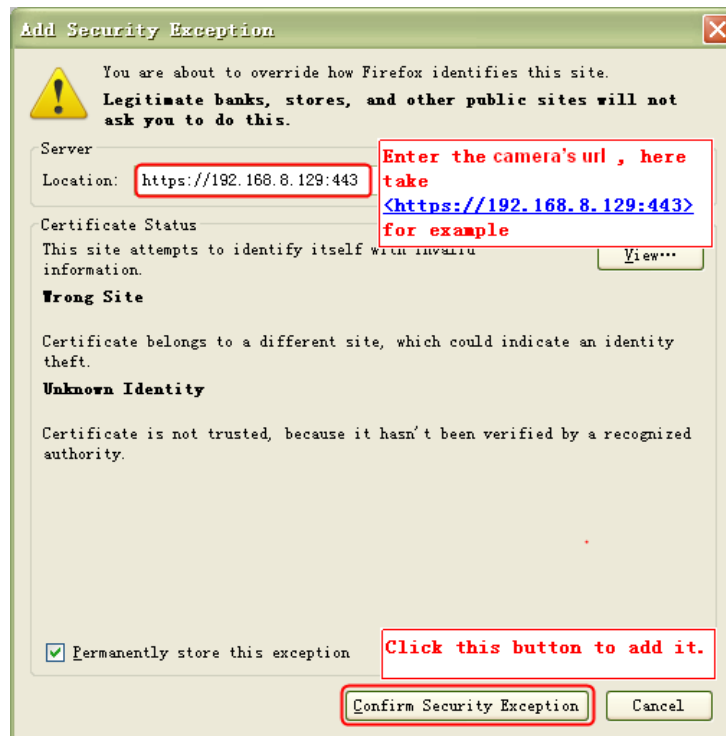 Add Security Exception
You are about to override how Firefox identifies this site.
Legitimate banks, stores, and other public sites will not
ask you to do this.
Server
Location: https://192.168.8.129:443
Enter the camera's url , here
take
<https://192.168.8.129:443>
for example
Certificate Status
This site attempts to identify itself with invalid
information.
View...
Wrong Site
Certificate belongs to a different site, which could indicate an identity
theft.
Unknown Identity
Certificate is not trusted, because it hasn't been verified by a recognized
authority.
Permanently store this exception
Click this button to add it.
Confirm Security Exception
Cancel